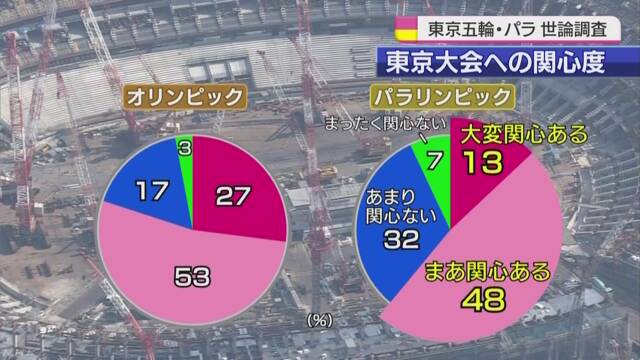 東京五輪・パラ 世論調査
東京大会への関心度
オリンピック
パラリンピック
3
17
27
53
まったく関心ない
7
大変関心ある
13
あまり
関心ない
32
まあ関心ある
48
(%)